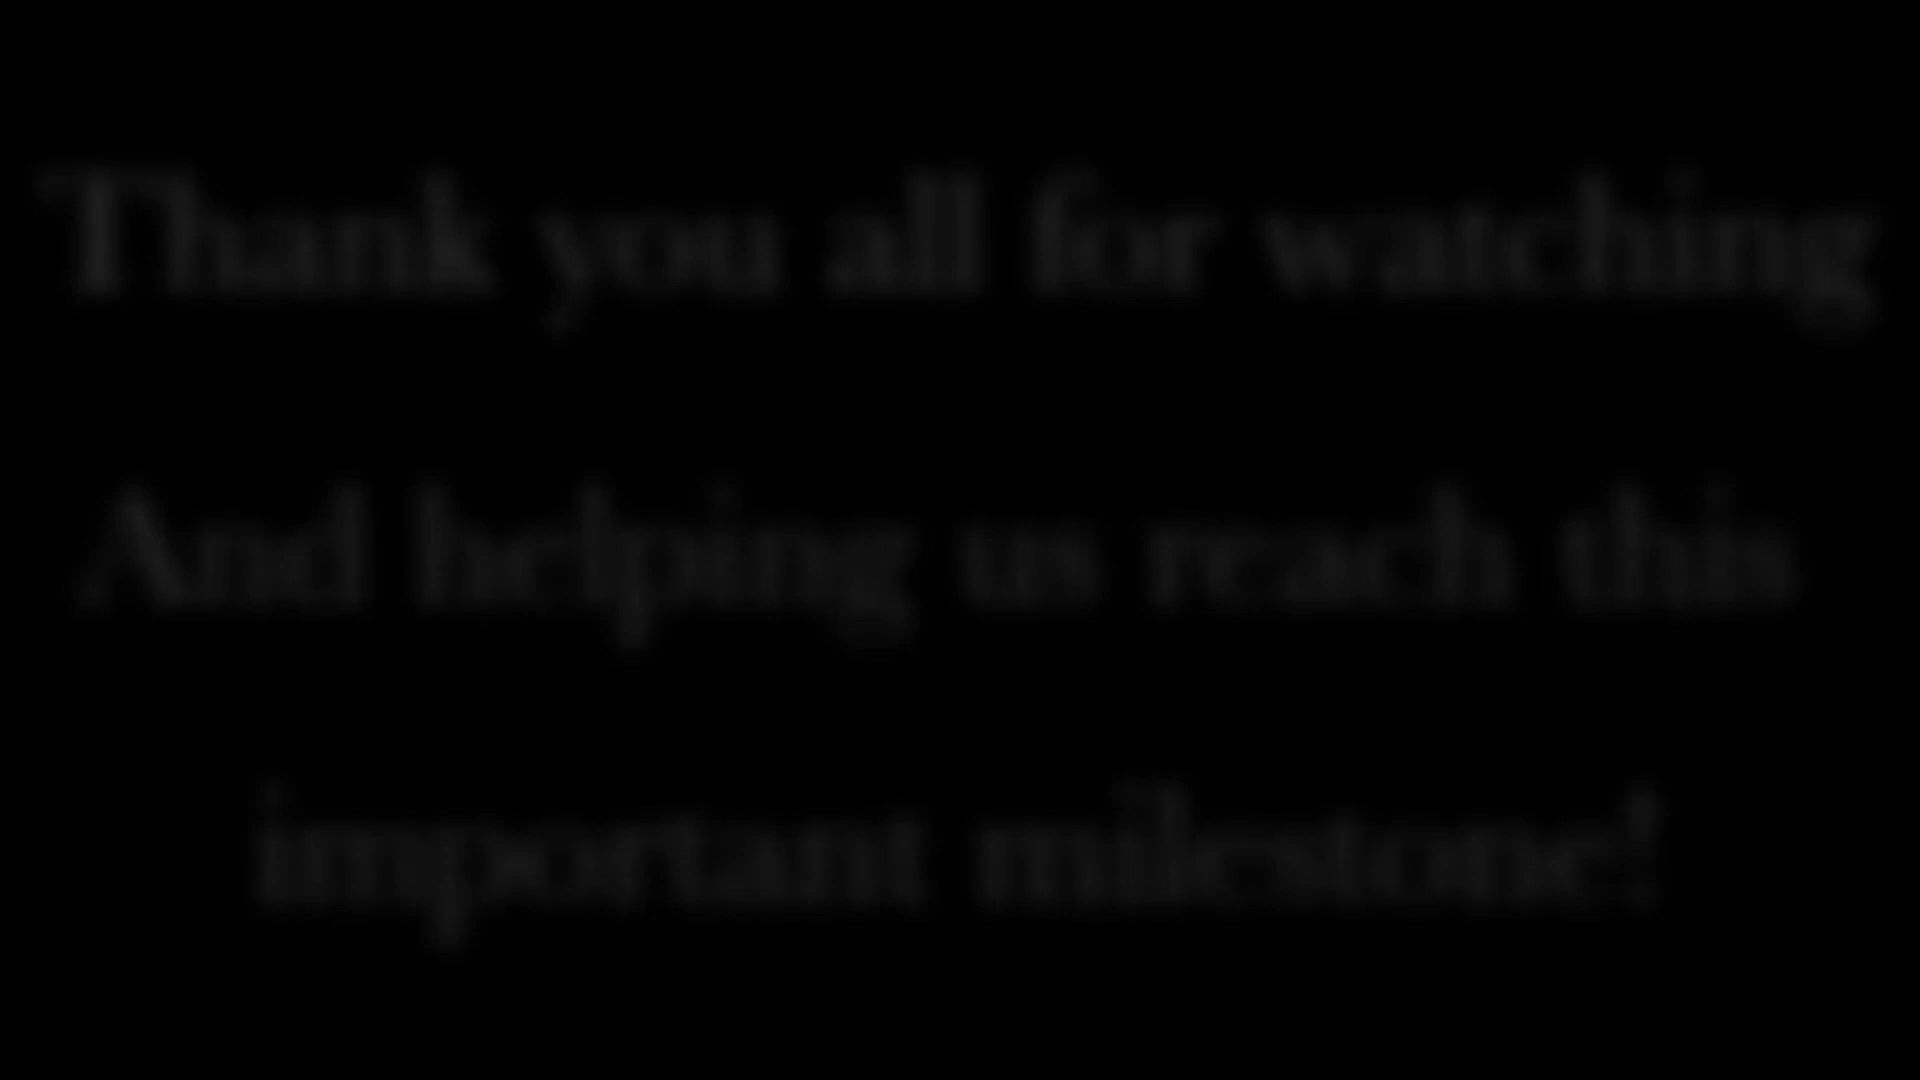 Thank you all for watching
And helping us reach this
important milestone!